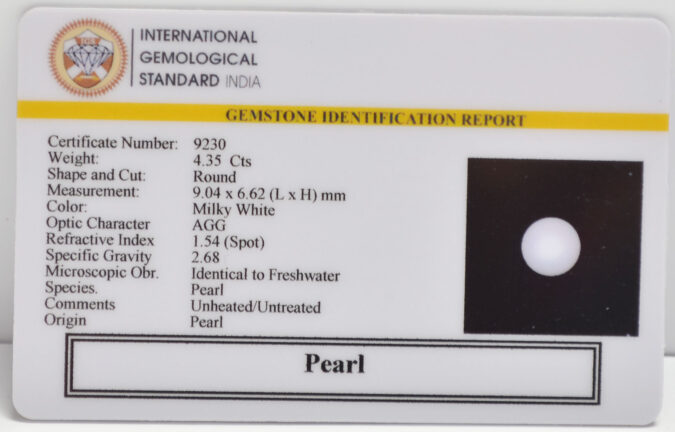 IGS
INTERNATIONAL
GEMOLOGICAL
STANDARD INDIA
GEMSTONE IDENTIFICATION REPORT
Certificate Number: 9230
Weight: 4.35 Cts
Shape and Cut: Round
Measurement: 9.04 x 6.62 (L x H) mm
Color: Milky White
Optic Character AGG
Refractive Index 1.54 (Spot)
Specific Gravity 2.68
Microscopic Obr. Identical to Freshwater
Species. Pearl
Comments Unheated/Untreated
Origin Pearl
Pearl